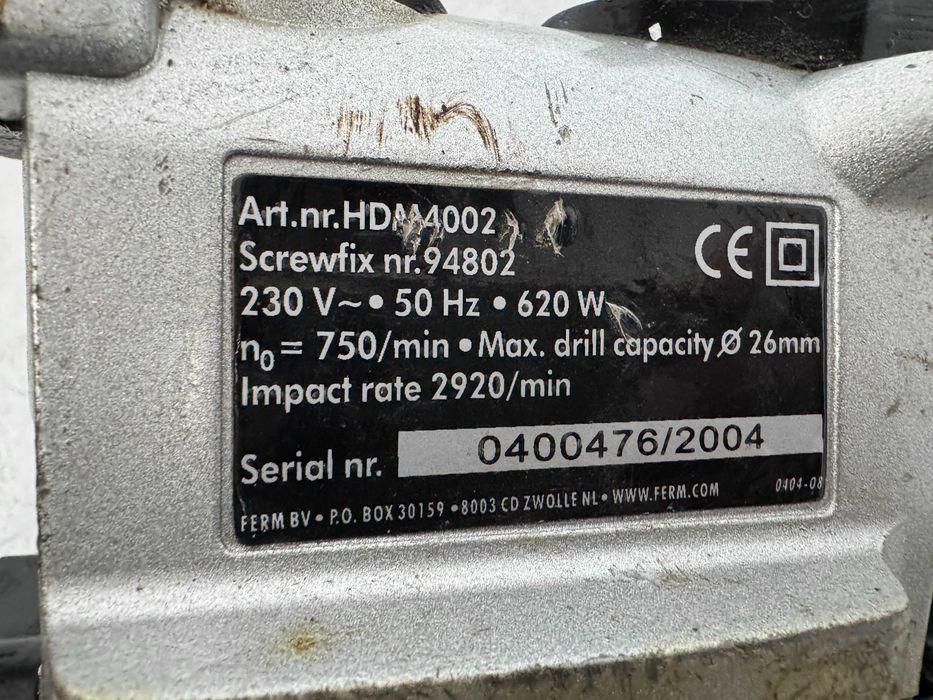 Art.nr.HDM4002
Screwfix nr.94802
CE
230 V~ • 50 Hz • 620 W
n₀ = 750/min • Max. drill capacity Ø 26mm
Impact rate 2920/min
Serial nr. 0400476/2004
FERM BV • P.O. BOX 30159 • 8003 CD ZWOLLE NL • WWW.FERM.COM
0404-08